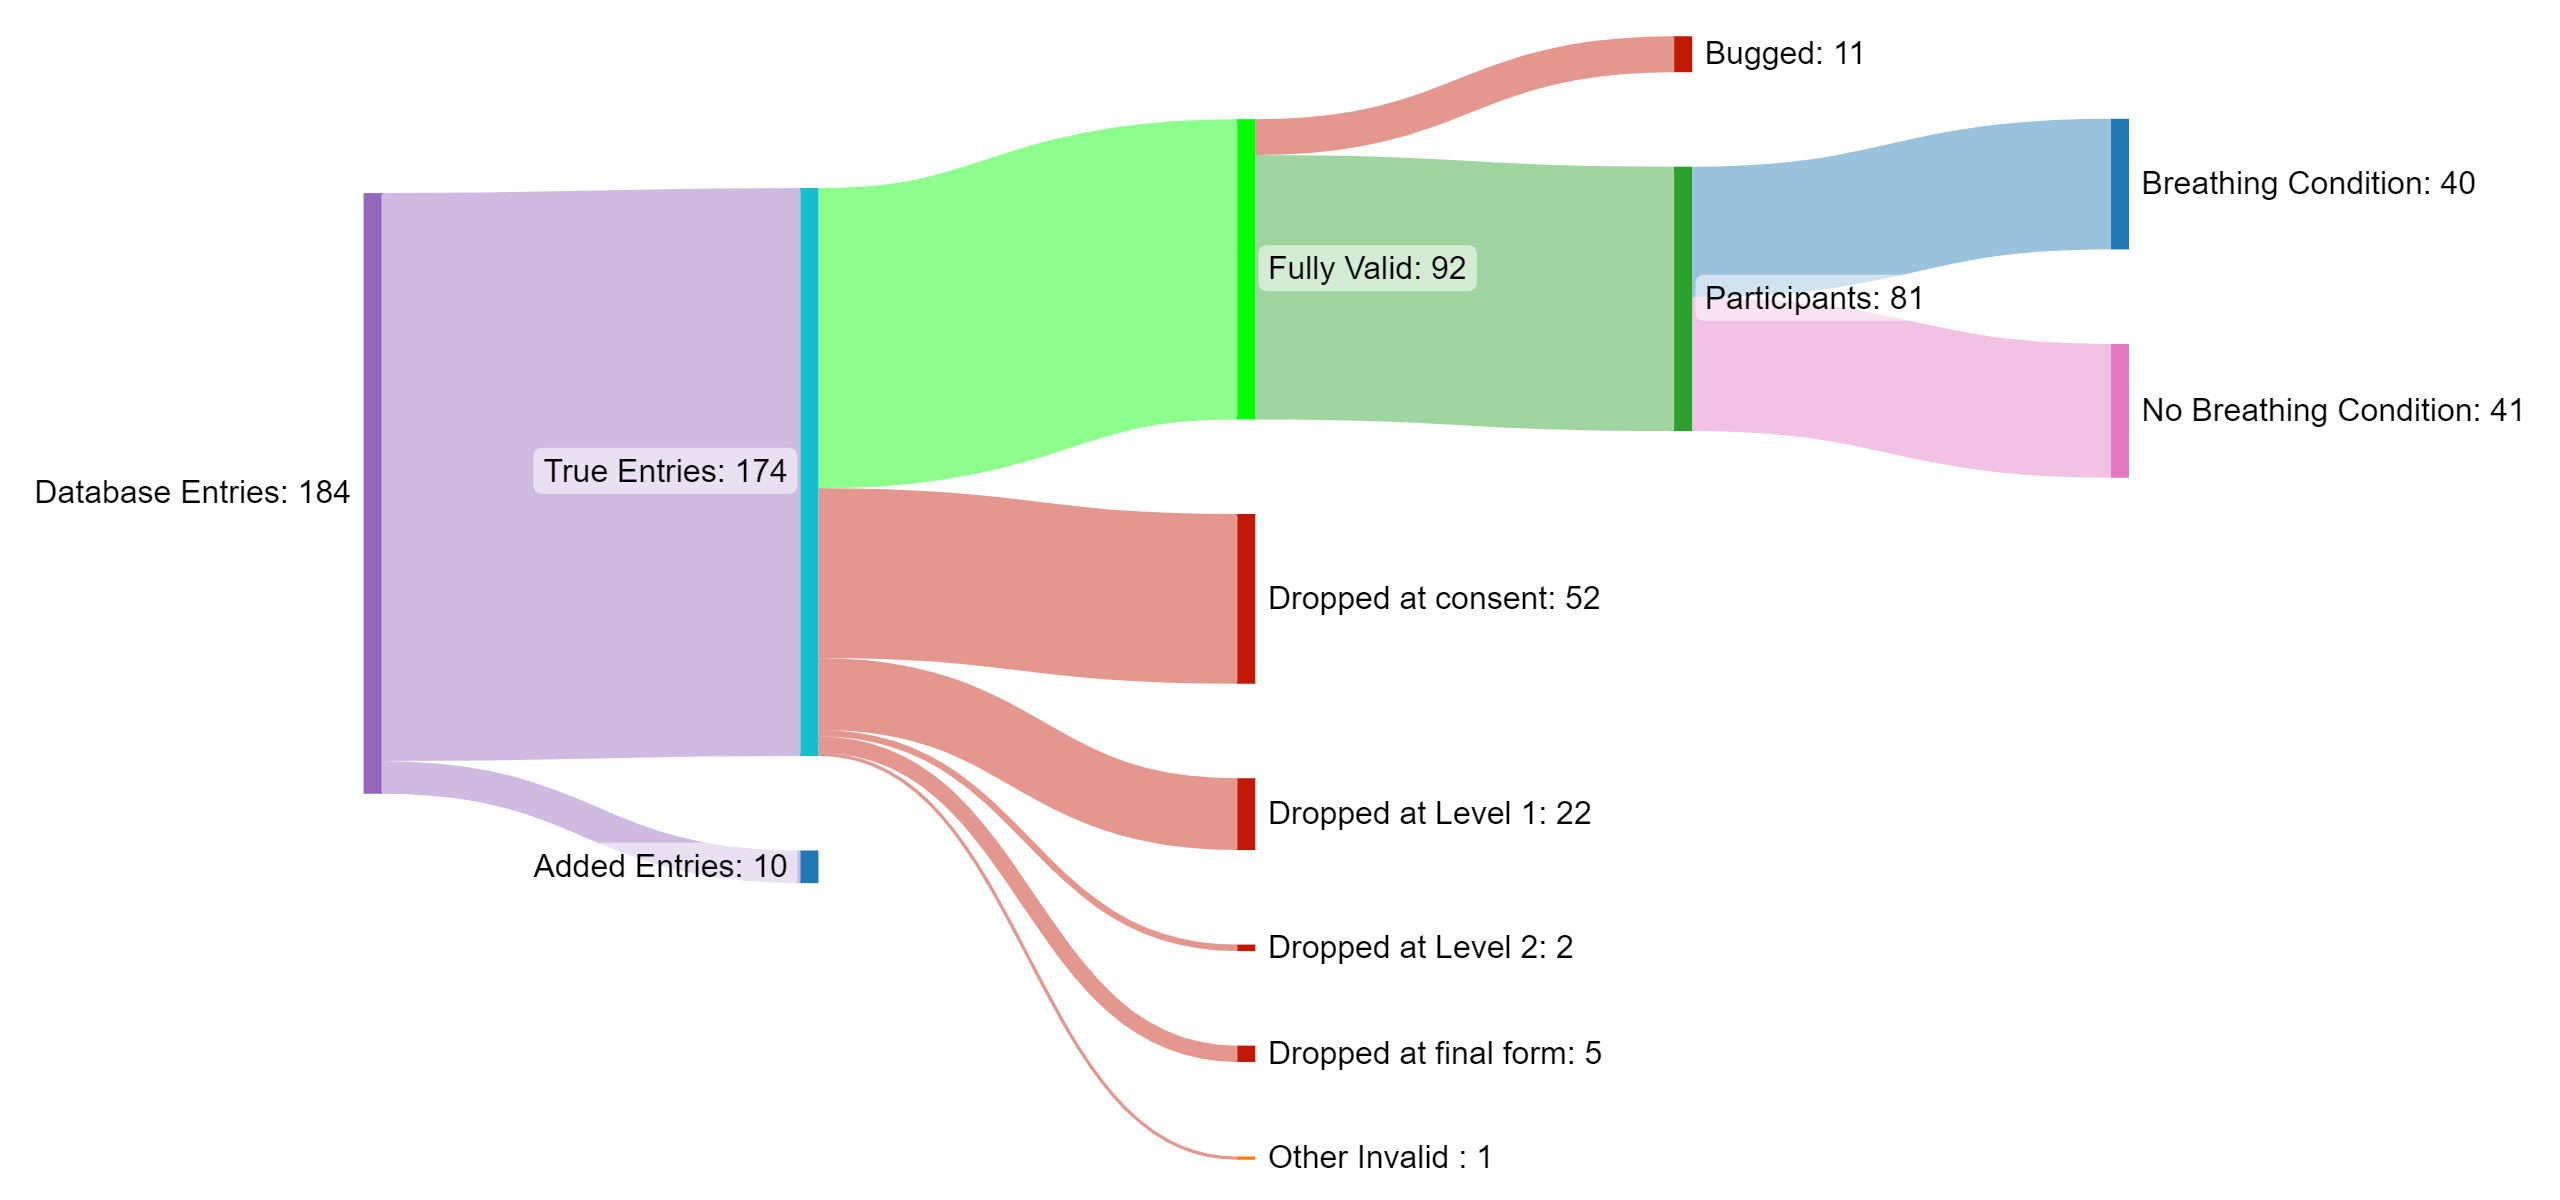 Database Entries: 184
True Entries: 174
Added Entries: 10
Fully Valid: 92
Dropped at consent: 52
Dropped at Level 1: 22
Dropped at Level 2: 2
Dropped at final form: 5
Other Invalid : 1
Bugged: 11
Participants: 81
Breathing Condition: 40
No Breathing Condition: 41